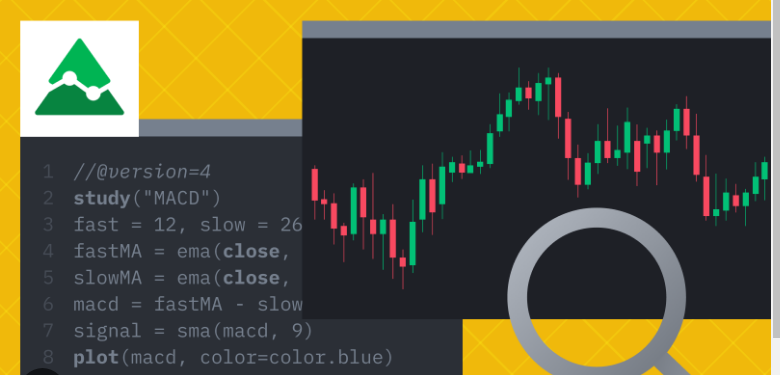 1 //@version=4
2 study("MACD")
3 fast = 12, slow = 26
4 fastMA = ema(close,
5 slowMA = ema(close,
6 macd = fastMA - slow
7 signal = sma(macd, 9)
8 plot(macd, color=color.blue)